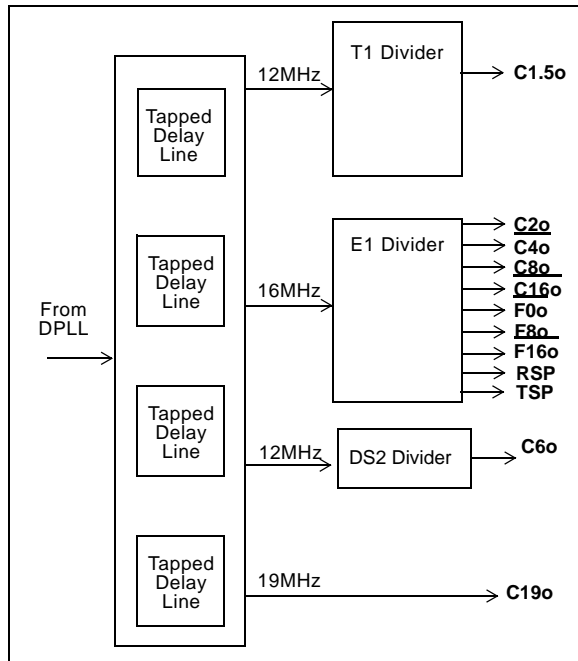 T1 Divider
12MHz
C1.5o
Tapped
Delay
Line
C2o
E1 Divider
C4o
Tapped
Delay
Line
C8o
16MHz
C16o
From
DPLL
F0o
F8o
F16o
RSP
TSP
Tapped
Delay
Line
12MHz
DS2 Divider
C6o
Tapped
Delay
Line
19MHz
C19o